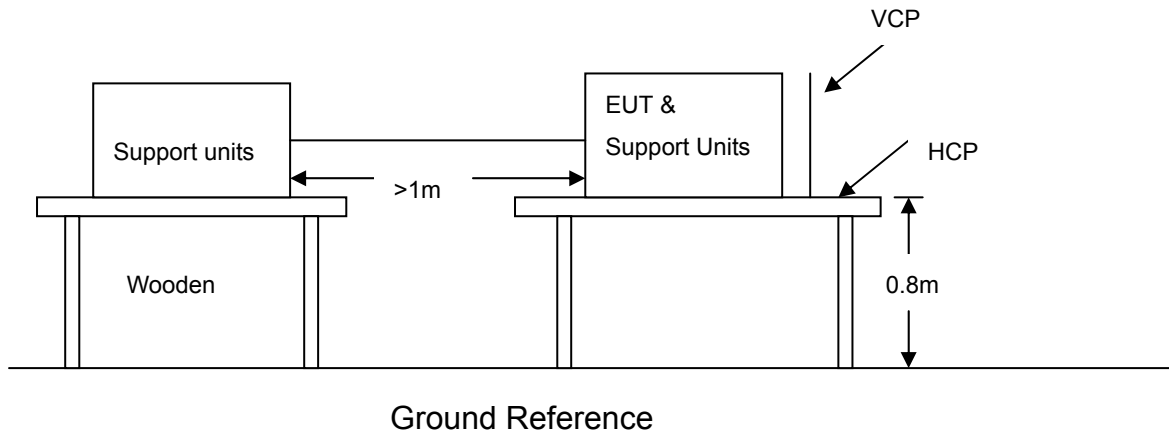 VCP
EUT &
Support Units
Support units
HCP
>1m
Wooden
0.8m
Ground Reference